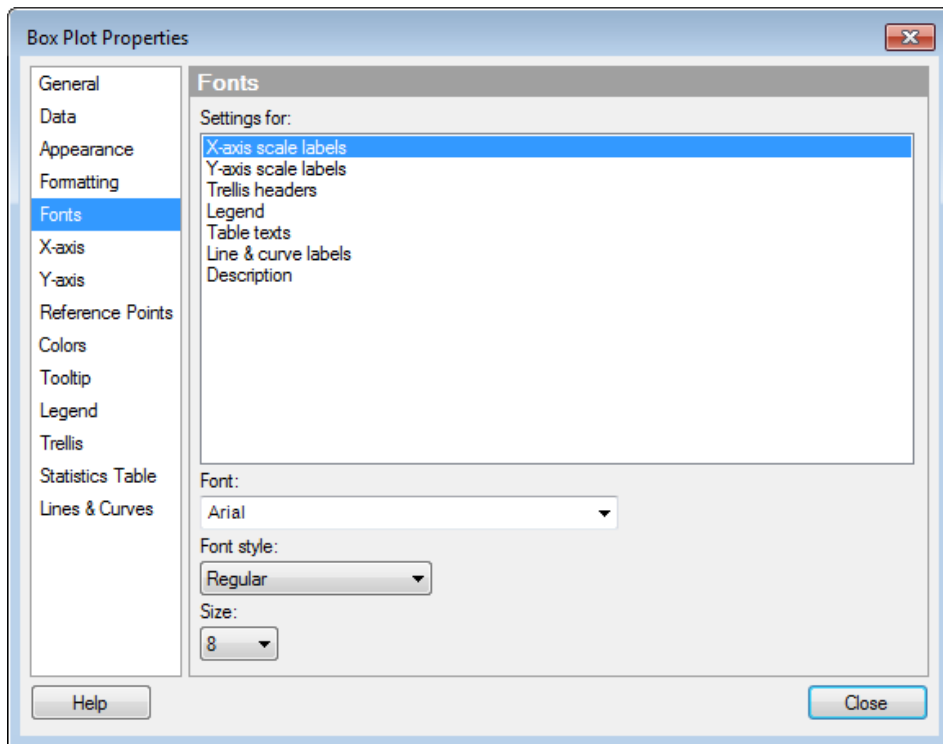 Box Plot Properties
General
Data
Appearance
Formatting
Fonts
X-axis
Y-axis
Reference Points
Colors
Tooltip
Legend
Trellis
Statistics Table
Lines & Curves
Fonts
Settings for:
X-axis scale labels
Y-axis scale labels
Trellis headers
Legend
Table texts
Line & curve labels
Description
Font:
Arial
Font style:
Regular
Size:
8
Help
Close